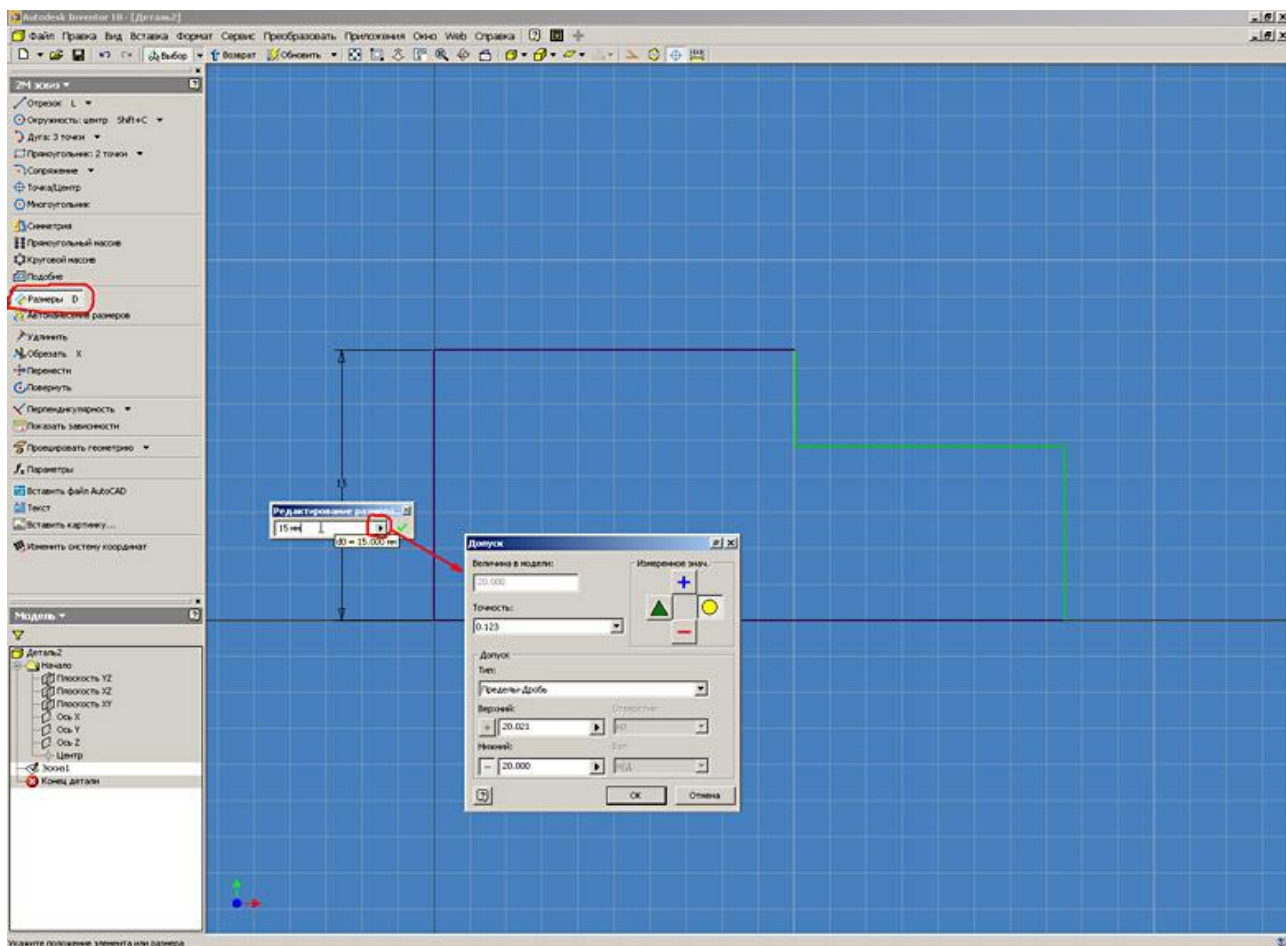 Autodesk Inventor 10 - [Деталь2]
Файл Правка Вид Вставка Формат Сервис Преобразовать Приложения Окно Web Справка
Выбор Возврат Обновить
2М эскиз
Отрезок L
Окружность: центр Shift+C
Дуга: 3 точки
Прямоугольник: 2 точки
Сопряжение
Точка/Центр
Многоугольник
Симметрия
Прямоугольный массив
Круговой массив
Подобие
Размеры D
Автонанесение размеров
Удлинить
Обрезать X
Перенести
Повернуть
Перпендикулярность
Показать зависимости
Проецировать геометрию
fx Параметры
Вставить файл AutoCAD
Текст
Вставить картинку...
Изменить систему координат
15
Редактирование размера...
15 мм
d0 = 15.000 мм
Допуск
Величина в модели:
20.000
Измеренное знач.
Точность:
0.123
Допуск
Тип:
Пределы-Дробь
Верхний:
Отверстие:
+ 20.021
Нижний:
- 20.000
ОК
Отмена
Модель
Деталь2
Начало
Плоскость YZ
Плоскость XZ
Плоскость XY
Ось X
Ось Y
Ось Z
Центр
Эскиз1
Конец детали
Укажите положение элемента или размера